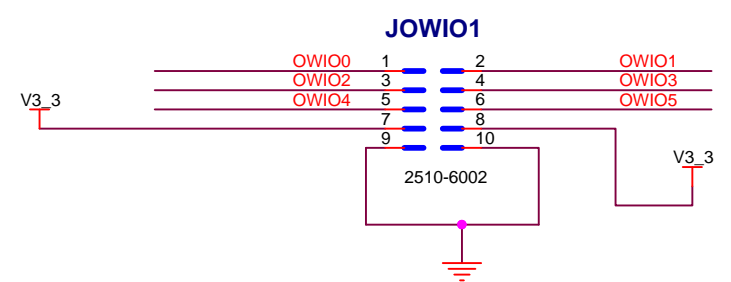 JOWIO1
OWIO0 1 2 OWIO1
OWIO2 3 4 OWIO3
OWIO4 5 6 OWIO5
V3_3 7 8
9 10
V3_3
2510-6002